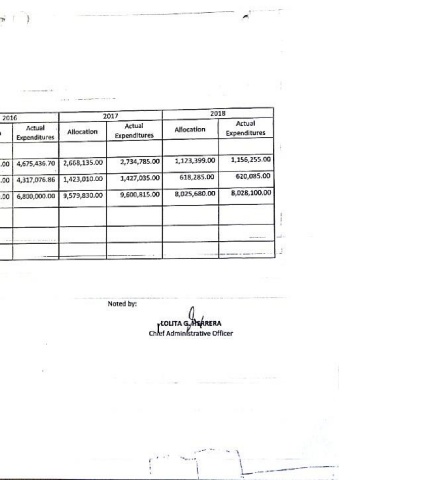 2016 2017 2018
Actual Expenditures Allocation Actual Expenditures Allocation Actual Expenditures
.00 4,675,436.70 2,668,135.00 2,734,785.00 1,123,399.00 1,156,255.00
.00 4,317,076.86 1,423,010.00 1,427,035.00 618,285.00 620,085.00
.00 6,800,000.00 9,579,830.00 9,600,815.00 8,025,680.00 8,028,100.00
Noted by:
LOLITA G. HERRERA
Chief Administrative Officer